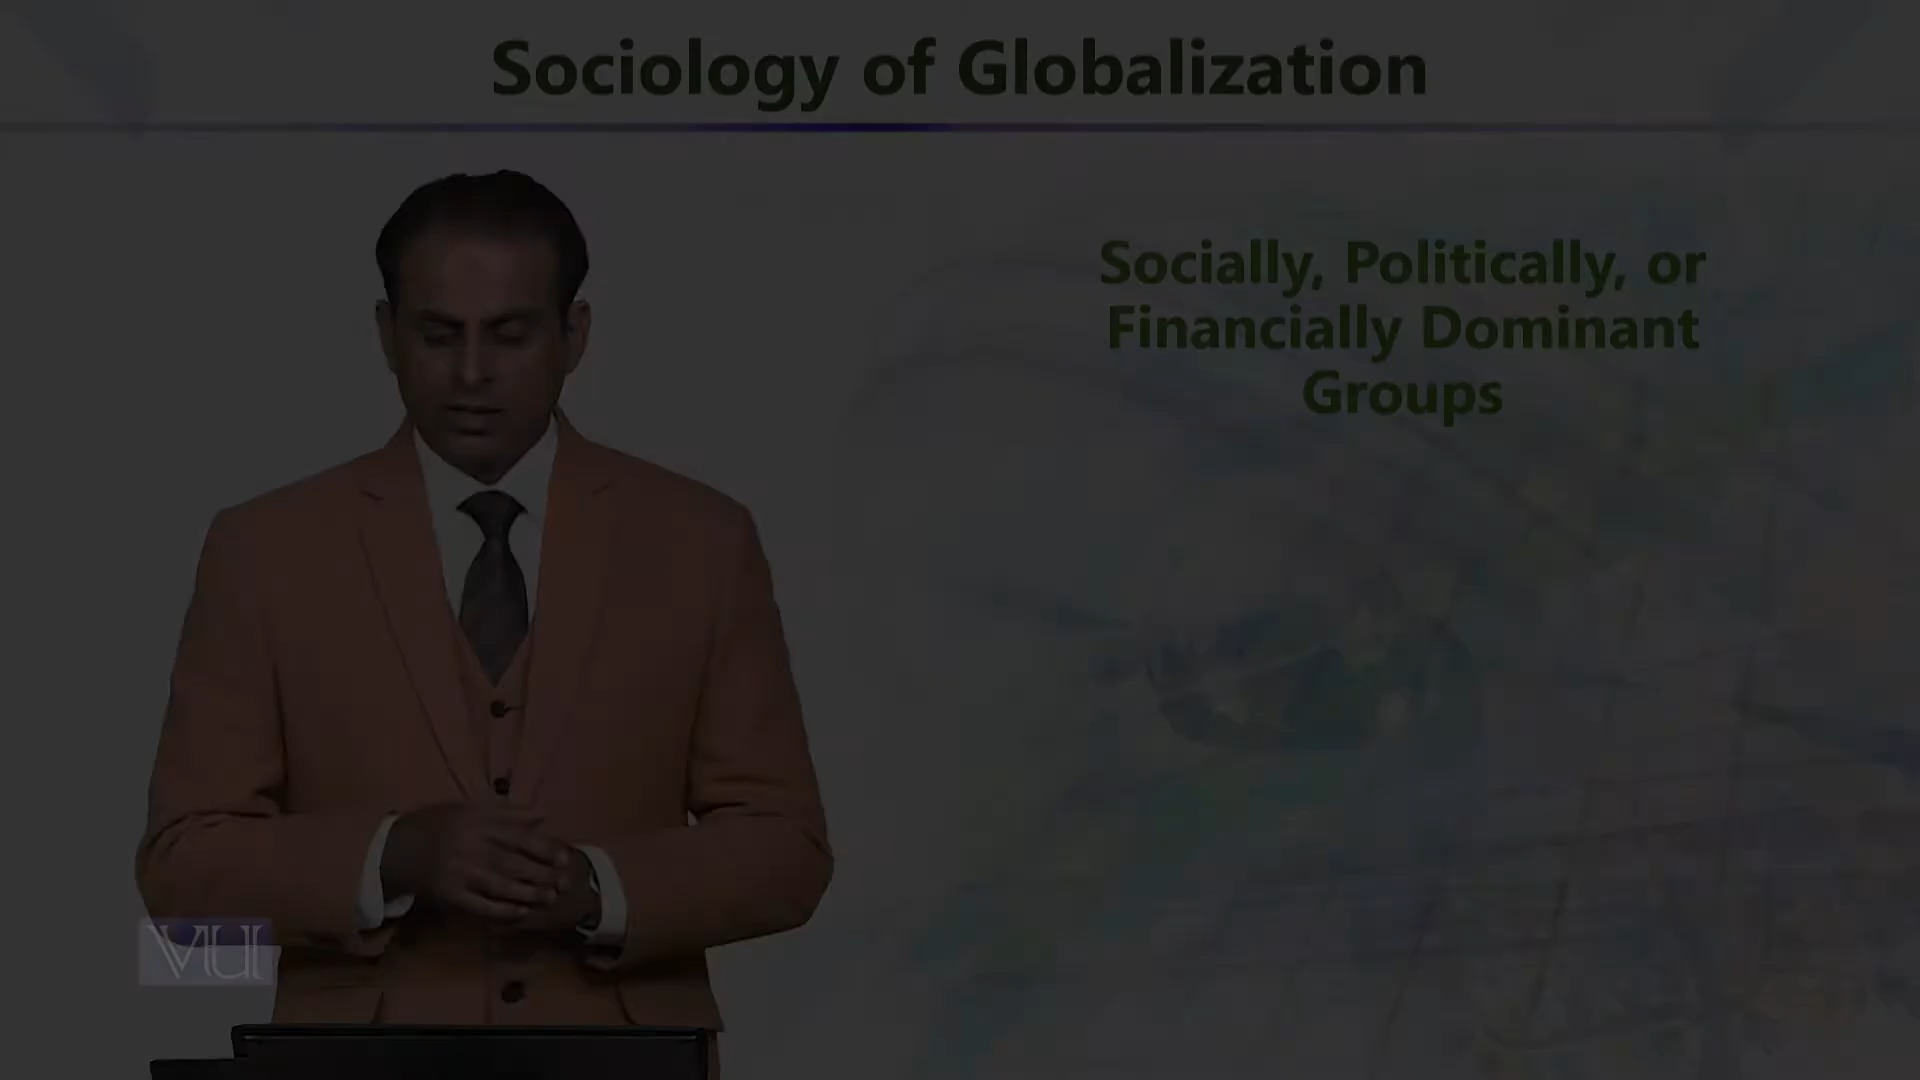 Sociology of Globalization
Socially, Politically, or
Financially Dominant
Groups
VU